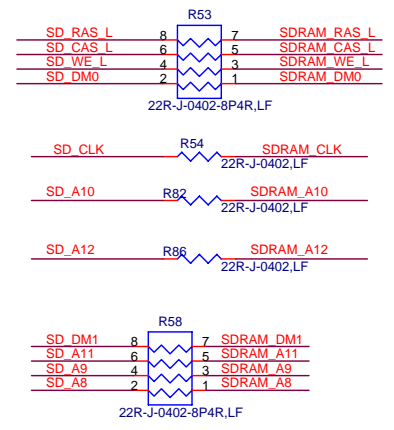 R53
SD_RAS_L 8 7 SDRAM_RAS_L
SD_CAS_L 6 5 SDRAM_CAS_L
SD_WE_L 4 3 SDRAM_WE_L
SD_DM0 2 1 SDRAM_DM0
22R-J-0402-8P4R,LF
SD_CLK R54 SDRAM_CLK
22R-J-0402,LF
SD_A10 R82 SDRAM_A10
22R-J-0402,LF
SD_A12 R86 SDRAM_A12
22R-J-0402,LF
R58
SD_DM1 8 7 SDRAM_DM1
SD_A11 6 5 SDRAM_A11
SD_A9 4 3 SDRAM_A9
SD_A8 2 1 SDRAM_A8
22R-J-0402-8P4R,LF